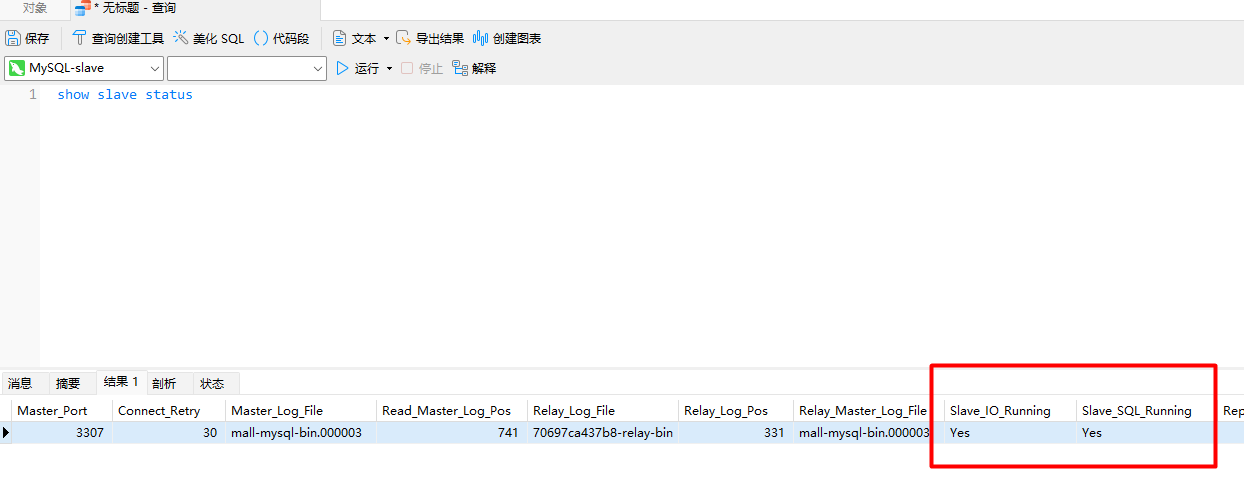 对象 * 无标题 - 查询
保存 查询创建工具 美化 SQL () 代码段 文本 导出结果 创建图表
MySQL-slave 运行 停止 解释
1 show slave status
消息 摘要 结果 1 剖析 状态
Master_Port Connect_Retry Master_Log_File Read_Master_Log_Pos Relay_Log_File Relay_Log_Pos Relay_Master_Log_File Slave_IO_Running Slave_SQL_Running Rep
3307 30 mall-mysql-bin.000003 741 70697ca437b8-relay-bin 331 mall-mysql-bin.000003 Yes Yes